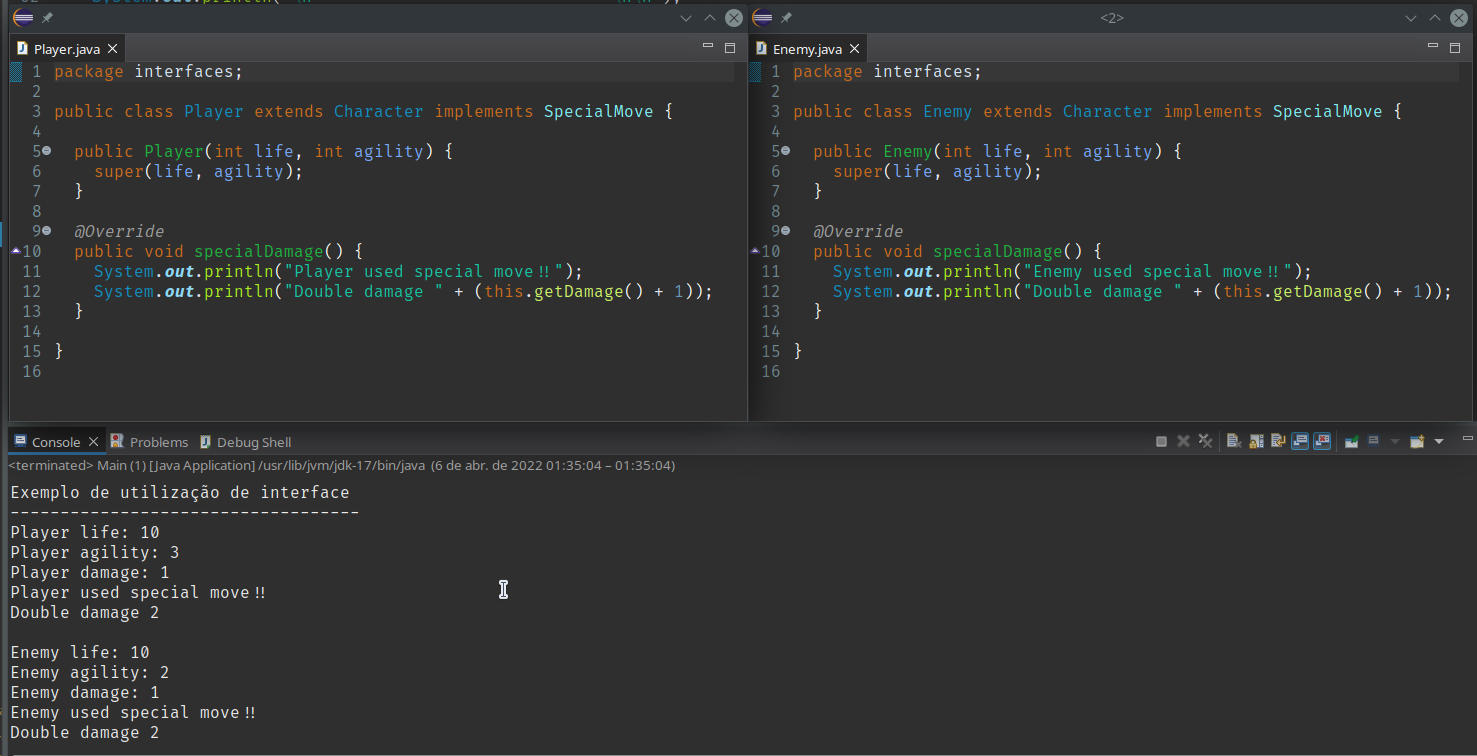 System.out.println(
<2>
Player.java
1 package interfaces;
2
3 public class Player extends Character implements SpecialMove {
4
5 public Player(int life, int agility) {
6 super(life, agility);
7 }
8
9 @Override
10 public void specialDamage() {
11 System.out.println("Player used special move!!");
12 System.out.println("Double damage " + (this.getDamage() + 1));
13 }
14
15 }
16
Enemy.java
1 package interfaces;
2
3 public class Enemy extends Character implements SpecialMove {
4
5 public Enemy(int life, int agility) {
6 super(life, agility);
7 }
8
9 @Override
10 public void specialDamage() {
11 System.out.println("Enemy used special move!!");
12 System.out.println("Double damage " + (this.getDamage() + 1));
13 }
14
15 }
16
Console Problems Debug Shell
<terminated> Main (1) [Java Application] /usr/lib/jvm/jdk-17/bin/java (6 de abr. de 2022 01:35:04 – 01:35:04)
Exemplo de utilização de interface
-----------------------------------
Player life: 10
Player agility: 3
Player damage: 1
Player used special move!!
Double damage 2
Enemy life: 10
Enemy agility: 2
Enemy damage: 1
Enemy used special move!!
Double damage 2